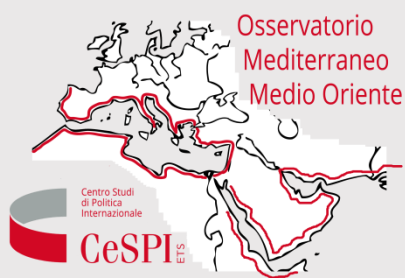 Osservatorio
Mediterraneo
Medio Oriente
Centro Studi
di Politica
Internazionale
CeSPI ETS